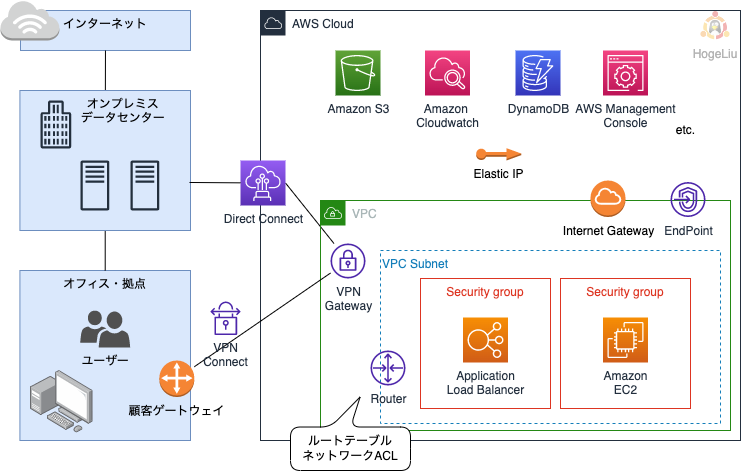 インターネット
オンプレミス
データセンター
オフィス・拠点
ユーザー
顧客ゲートウェイ
VPN
Connect
Direct Connect
AWS Cloud
HogeLiu
Amazon S3
Amazon
Cloudwatch
DynamoDB
AWS Management
Console
etc.
Elastic IP
VPC
Internet Gateway
EndPoint
VPN
Gateway
VPC Subnet
Security group
Application
Load Balancer
Security group
Amazon
EC2
Router
ルートテーブル
ネットワークACL